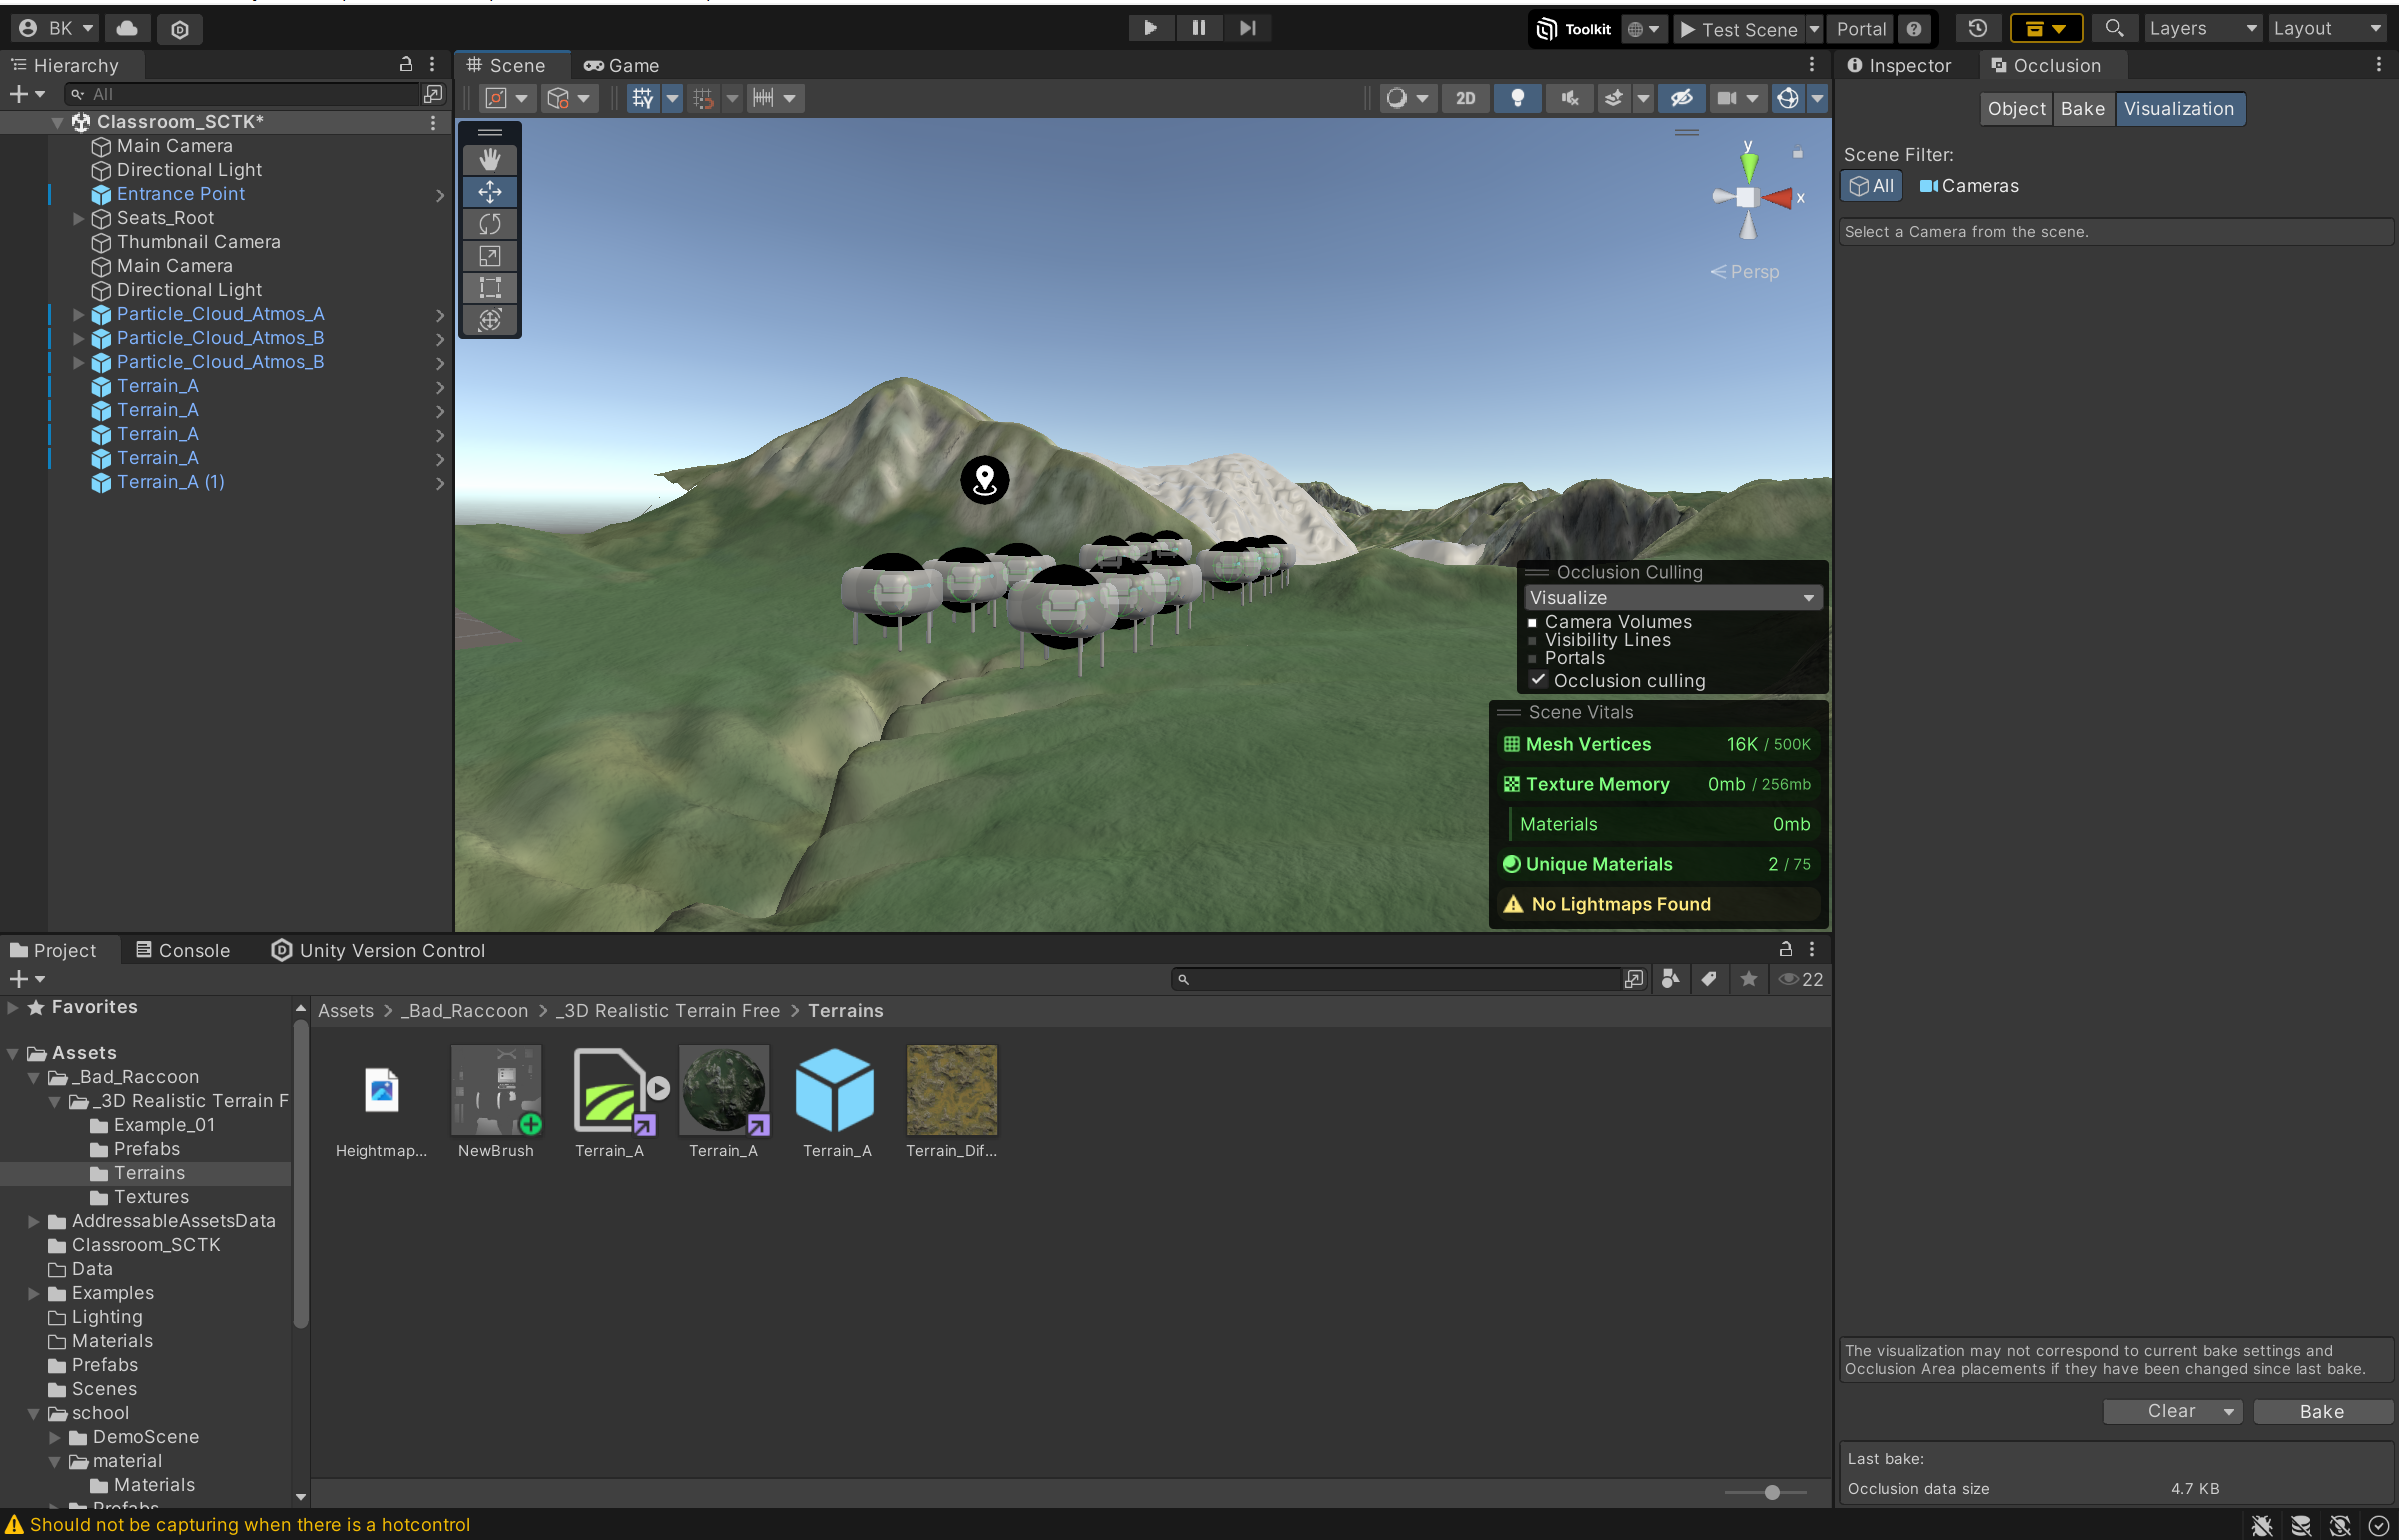 BK
Toolkit
Test Scene
Portal
Layers
Layout
Hierarchy
All
Classroom_SCTK*
Main Camera
Directional Light
Entrance Point
Seats_Root
Thumbnail Camera
Main Camera
Directional Light
Particle_Cloud_Atmos_A
Particle_Cloud_Atmos_B
Particle_Cloud_Atmos_B
Terrain_A
Terrain_A
Terrain_A
Terrain_A
Terrain_A (1)
Scene
Game
2D
y
x
Persp
Occlusion Culling
Visualize
Camera Volumes
Visibility Lines
Portals
Occlusion culling
Scene Vitals
Mesh Vertices 16K / 500K
Texture Memory 0mb / 256mb
Materials 0mb
Unique Materials 2 / 75
No Lightmaps Found
Inspector
Occlusion
Object
Bake
Visualization
Scene Filter:
All
Cameras
Select a Camera from the scene.
The visualization may not correspond to current bake settings and
Occlusion Area placements if they have been changed since last bake.
Clear
Bake
Last bake:
Occlusion data size 4.7 KB
Project
Console
Unity Version Control
22
Favorites
Assets
_Bad_Raccoon
_3D Realistic Terrain F
Example_01
Prefabs
Terrains
Textures
AddressableAssetsData
Classroom_SCTK
Data
Examples
Lighting
Materials
Prefabs
Scenes
school
DemoScene
material
Materials
Prefabs
Assets > _Bad_Raccoon > _3D Realistic Terrain Free > Terrains
Heightmap...
NewBrush
Terrain_A
Terrain_A
Terrain_A
Terrain_Dif...
Should not be capturing when there is a hotcontrol